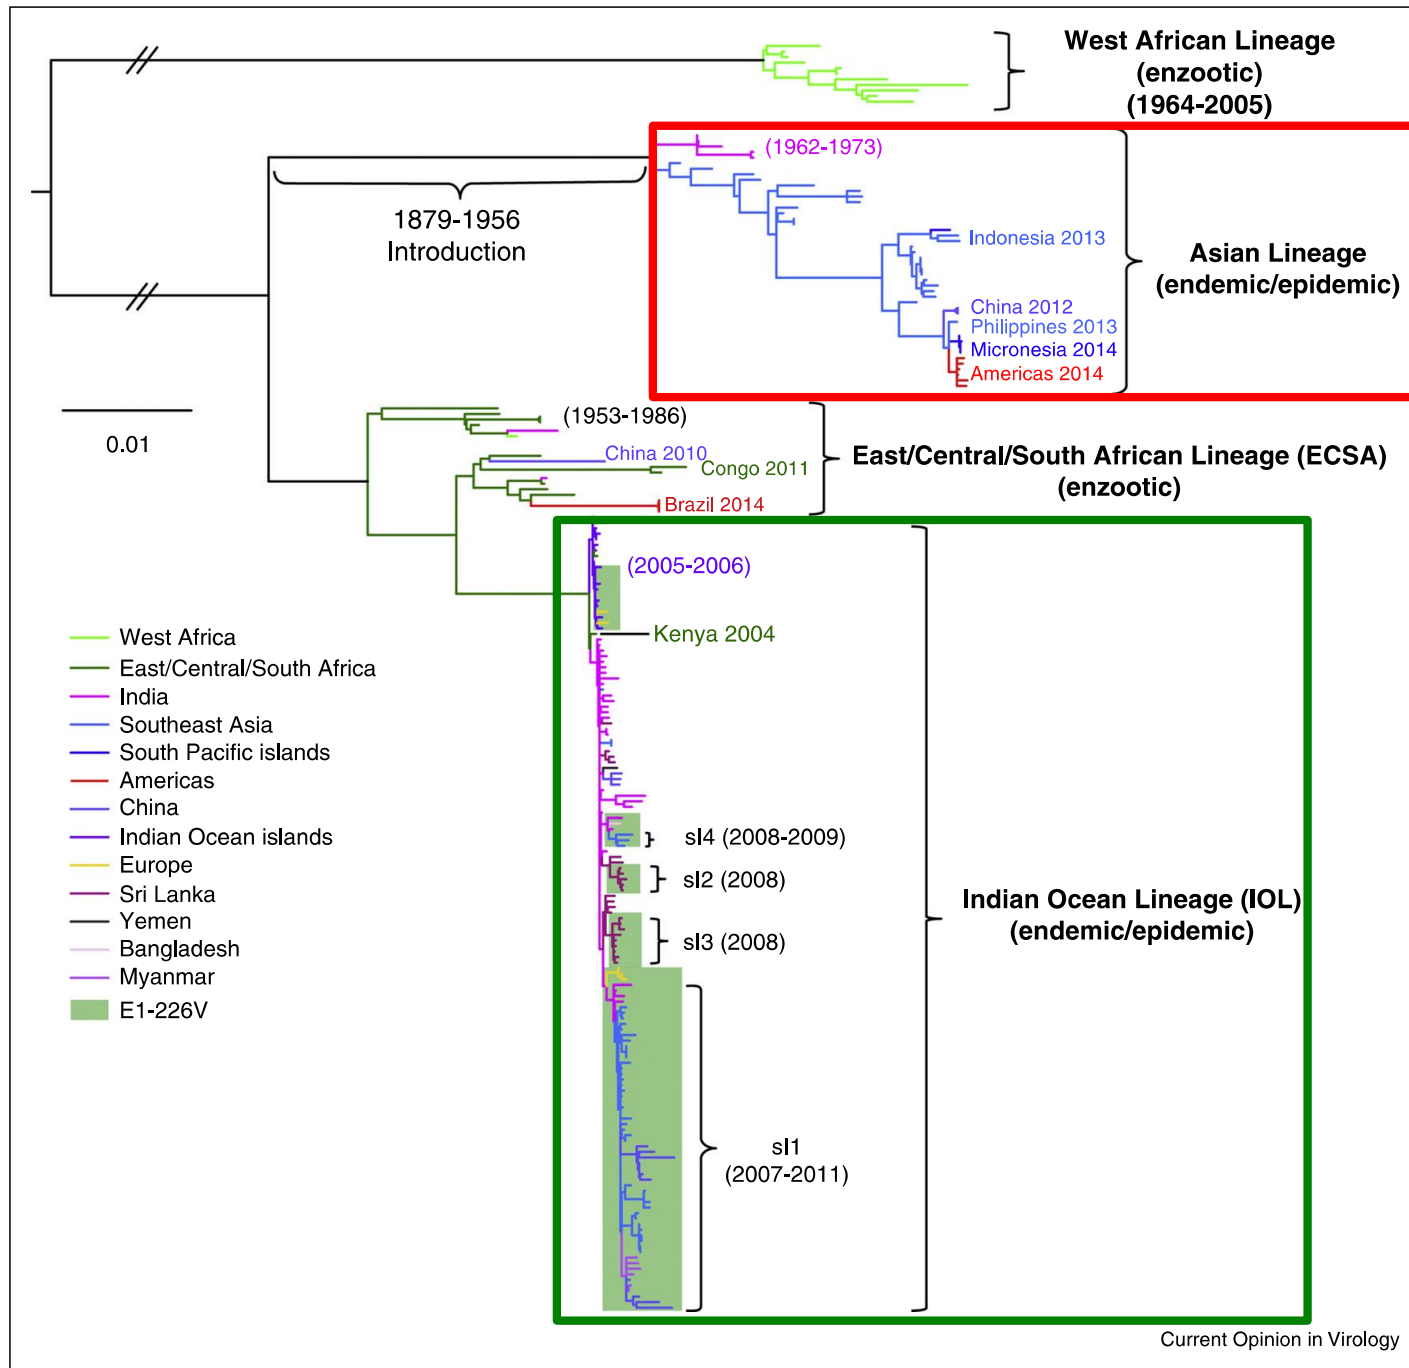 West African Lineage
(enzootic)
(1964-2005)
(1962-1973)
1879-1956
Introduction
Indonesia 2013
Asian Lineage
(endemic/epidemic)
China 2012
Philippines 2013
Micronesia 2014
Americas 2014
0.01
(1953-1986)
China 2010
Congo 2011
East/Central/South African Lineage (ECSA)
(enzootic)
Brazil 2014
(2005-2006)
Kenya 2004
West Africa
East/Central/South Africa
India
Southeast Asia
South Pacific islands
Americas
China
Indian Ocean islands
Europe
Sri Lanka
Yemen
Bangladesh
Myanmar
E1-226V
sl4 (2008-2009)
sl2 (2008)
sl3 (2008)
Indian Ocean Lineage (IOL)
(endemic/epidemic)
sl1
(2007-2011)
Current Opinion in Virology